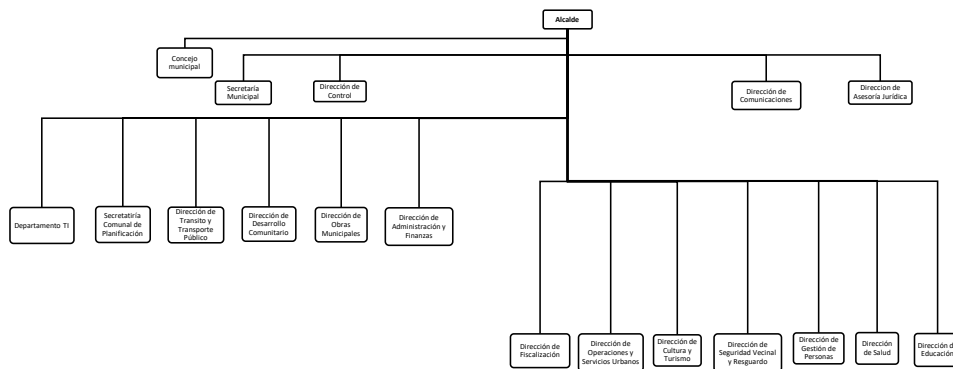 Alcalde
Concejo
municipal
Secretaría
Municipal
Dirección de
Control
Dirección de
Comunicaciones
Direccion de
Asesoría Jurídica
Departamento TI
Secretatiría
Comunal de
Planificación
Dirección de
Transito y
Transporte
Público
Dirección de
Desarrollo
Comunitario
Dirección de
Obras
Municipales
Dirección de
Administración y
Finanzas
Dirección de
Fiscalización
Dirección de
Operaciones y
Servicios Urbanos
Dirección de
Cultura y
Turismo
Dirección de
Seguridad Vecinal
y Resguardo
Dirección de
Gestión de
Personas
Dirección
de Salud
Dirección de
Educación